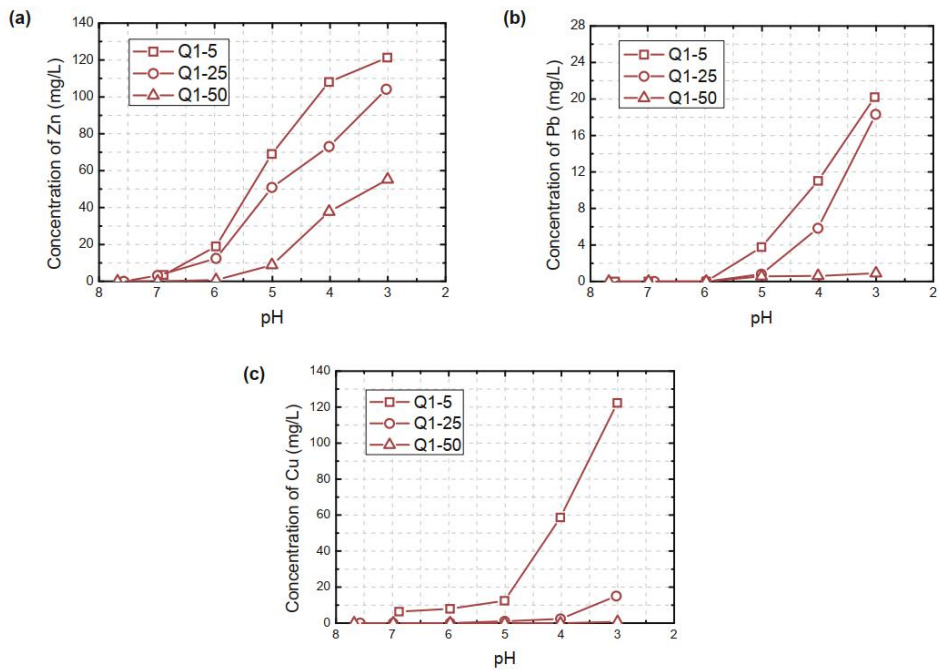 (a)
Concentration of Zn (mg/L)
140
120
100
80
60
40
20
0
Q1-5
Q1-25
Q1-50
8 7 6 5 4 3 2
pH
(b)
Concentration of Pb (mg/L)
28
24
20
16
12
8
4
0
Q1-5
Q1-25
Q1-50
8 7 6 5 4 3 2
pH
(c)
Concentration of Cu (mg/L)
140
120
100
80
60
40
20
0
Q1-5
Q1-25
Q1-50
8 7 6 5 4 3 2
pH